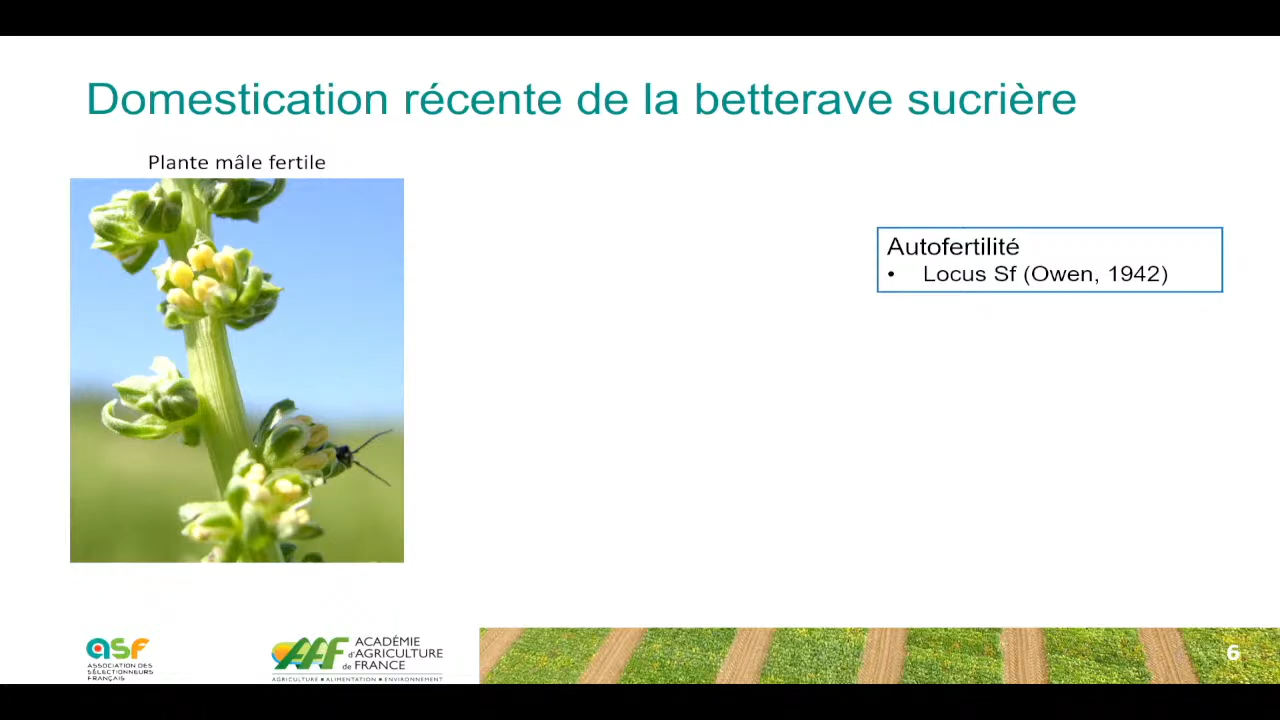 Domestication récente de la betterave sucrière
Plante mâle fertile
Autofertilité
• Locus Sf (Owen, 1942)
asf
ASSOCIATION DES
SÉLECTIONNEURS
FRANÇAIS
AAF
ACADÉMIE
d'AGRICULTURE
de FRANCE
AGRICULTURE ■ ALIMENTATION ■ ENVIRONNEMENT
6